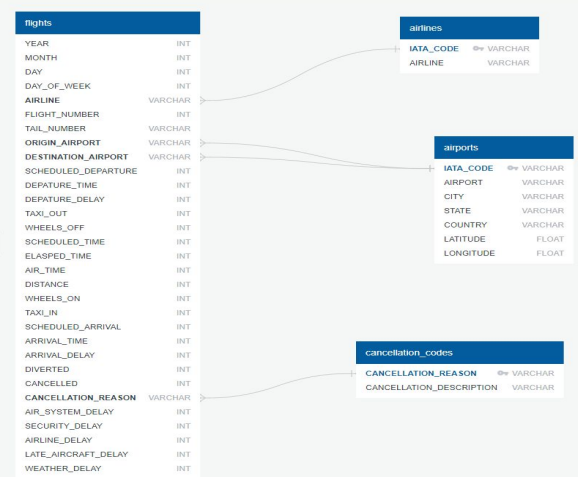 flights
YEAR INT
MONTH INT
DAY INT
DAY_OF_WEEK INT
AIRLINE VARCHAR
FLIGHT_NUMBER INT
TAIL_NUMBER VARCHAR
ORIGIN_AIRPORT VARCHAR
DESTINATION_AIRPORT VARCHAR
SCHEDULED_DEPARTURE INT
DEPATURE_TIME INT
DEPATURE_DELAY INT
TAXI_OUT INT
WHEELS_OFF INT
SCHEDULED_TIME INT
ELASPED_TIME INT
AIR_TIME INT
DISTANCE INT
WHEELS_ON INT
TAXI_IN INT
SCHEDULED_ARRIVAL INT
ARRIVAL_TIME INT
ARRIVAL_DELAY INT
DIVERTED INT
CANCELLED INT
CANCELLATION_REASON VARCHAR
AIR_SYSTEM_DELAY INT
SECURITY_DELAY INT
AIRLINE_DELAY INT
LATE_AIRCRAFT_DELAY INT
WEATHER_DELAY INT
airlines
IATA_CODE VARCHAR
AIRLINE VARCHAR
airports
IATA_CODE VARCHAR
AIRPORT VARCHAR
CITY VARCHAR
STATE VARCHAR
COUNTRY VARCHAR
LATITUDE FLOAT
LONGITUDE FLOAT
cancellation_codes
CANCELLATION_REASON VARCHAR
CANCELLATION_DESCRIPTION VARCHAR